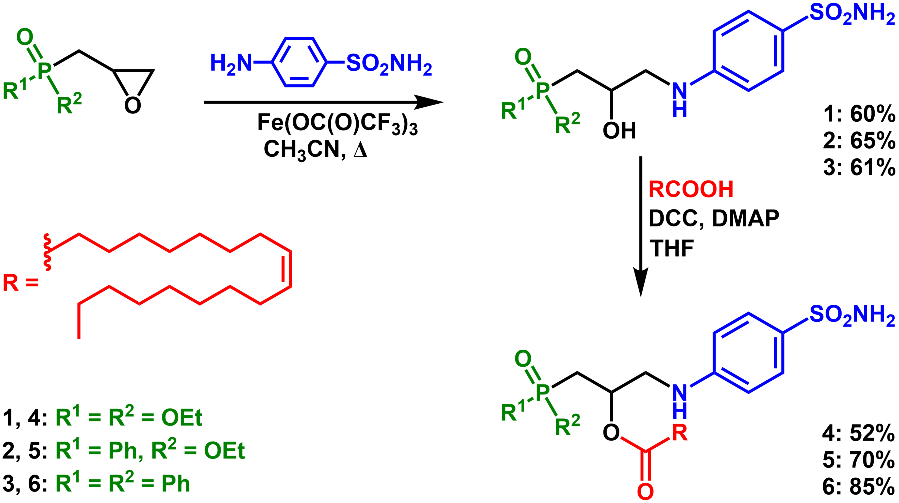 O
P
R¹
R²
O
H₂N
SO₂NH₂
Fe(OC(O)CF₃)₃
CH₃CN, Δ
SO₂NH₂
O
P
R¹
R²
OH
N
H
1: 60%
2: 65%
3: 61%
RCOOH
DCC, DMAP
THF
R =
SO₂NH₂
O
P
R¹
R²
N
H
O
R
O
4: 52%
5: 70%
6: 85%
1, 4: R¹ = R² = OEt
2, 5: R¹ = Ph, R² = OEt
3, 6: R¹ = R² = Ph